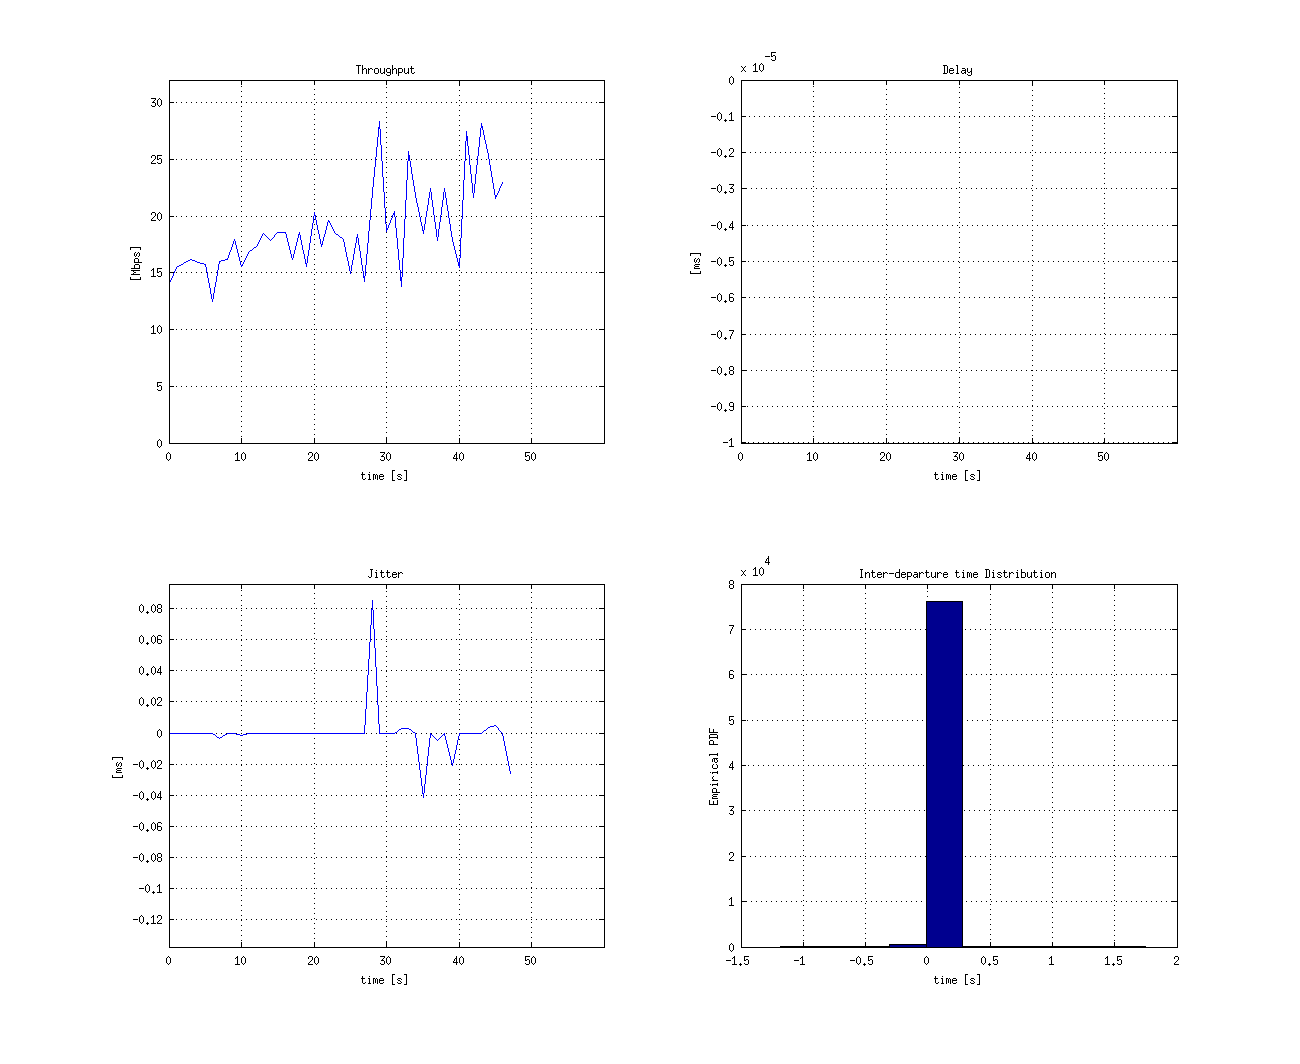 Throughput
30
25
20
15
10
5
0
[Mbps]
0 10 20 30 40 50
time [s]
x 10^-5
Delay
0
-0.1
-0.2
-0.3
-0.4
-0.5
-0.6
-0.7
-0.8
-0.9
-1
[ms]
0 10 20 30 40 50
time [s]
Jitter
0.08
0.06
0.04
0.02
0
-0.02
-0.04
-0.06
-0.08
-0.1
-0.12
[ms]
0 10 20 30 40 50
time [s]
x 10^4
Inter-departure time Distribution
8
7
6
5
4
3
2
1
0
Empirical PDF
-1.5 -1 -0.5 0 0.5 1 1.5 2
time [s]